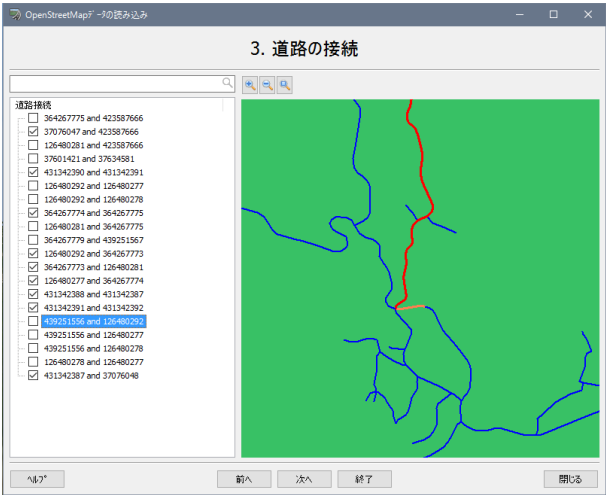 OpenStreetMapデータの読み込み
3. 道路の接続
道路接続
364267775 and 423587666
37076047 and 423587666
126480281 and 423587666
37601421 and 37634581
431342390 and 431342391
126480292 and 126480277
126480292 and 126480278
364267774 and 364267775
126480281 and 364267775
364267779 and 439251567
126480292 and 364267773
364267773 and 126480281
126480277 and 364267774
431342388 and 431342387
431342391 and 431342392
439251556 and 126480292
439251556 and 126480277
439251556 and 126480278
126480278 and 126480277
431342387 and 37076048
ヘルプ 前へ 次へ 終了 閉じる